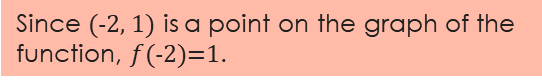 Since (-2, 1) is a point on the graph of the
function, f(-2)=1.